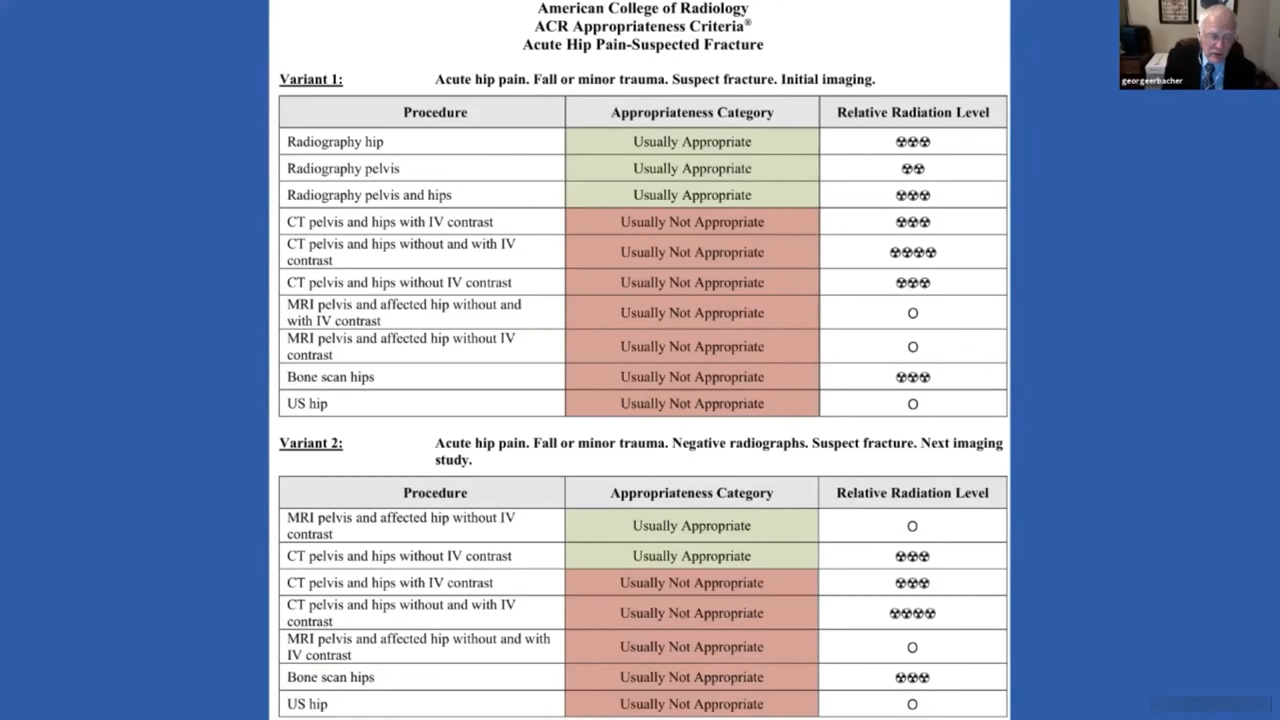 American College of Radiology
ACR Appropriateness Criteria®
Acute Hip Pain-Suspected Fracture
georgeerbacher
Variant 1: Acute hip pain. Fall or minor trauma. Suspect fracture. Initial imaging.
Procedure Appropriateness Category Relative Radiation Level
Radiography hip Usually Appropriate ☢☢☢
Radiography pelvis Usually Appropriate ☢☢
Radiography pelvis and hips Usually Appropriate ☢☢☢
CT pelvis and hips with IV contrast Usually Not Appropriate ☢☢☢
CT pelvis and hips without and with IV
contrast Usually Not Appropriate ☢☢☢☢
CT pelvis and hips without IV contrast Usually Not Appropriate ☢☢☢
MRI pelvis and affected hip without and
with IV contrast Usually Not Appropriate O
MRI pelvis and affected hip without IV
contrast Usually Not Appropriate O
Bone scan hips Usually Not Appropriate ☢☢☢
US hip Usually Not Appropriate O
Variant 2: Acute hip pain. Fall or minor trauma. Negative radiographs. Suspect fracture. Next imaging
study.
Procedure Appropriateness Category Relative Radiation Level
MRI pelvis and affected hip without IV
contrast Usually Appropriate O
CT pelvis and hips without IV contrast Usually Appropriate ☢☢☢
CT pelvis and hips with IV contrast Usually Not Appropriate ☢☢☢
CT pelvis and hips without and with IV
contrast Usually Not Appropriate ☢☢☢☢
MRI pelvis and affected hip without and with
IV contrast Usually Not Appropriate O
Bone scan hips Usually Not Appropriate ☢☢☢
US hip Usually Not Appropriate O